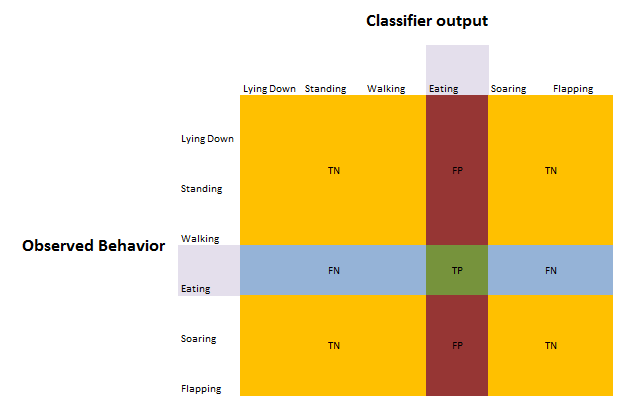 Classifier output
Lying Down Standing Walking Eating Soaring Flapping
Lying Down
TN FP TN
Standing
Walking
Observed Behavior
FN TP FN
Eating
Soaring
TN FP TN
Flapping